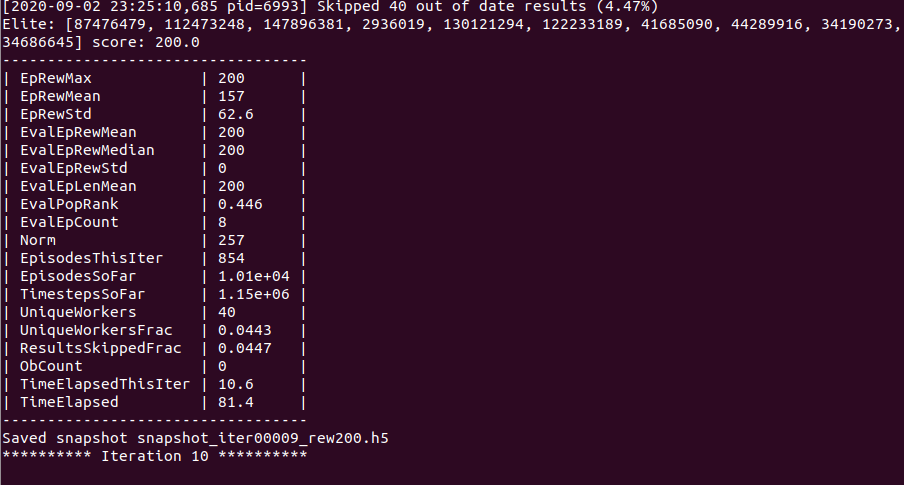 [2020-09-02 23:25:10,685 pid=6993] Skipped 40 out of date results (4.47%)
Elite: [87476479, 112473248, 147896381, 2936019, 130121294, 122233189, 41685090, 44289916, 34190273,
34686645] score: 200.0
----------------------------------
| EpRewMax            | 200      |
| EpRewMean           | 157      |
| EpRewStd            | 62.6     |
| EvalEpRewMean       | 200      |
| EvalEpRewMedian     | 200      |
| EvalEpRewStd        | 0        |
| EvalEpLenMean       | 200      |
| EvalPopRank         | 0.446    |
| EvalEpCount         | 8        |
| Norm                | 257      |
| EpisodesThisIter    | 854      |
| EpisodesSoFar       | 1.01e+04 |
| TimestepsSoFar      | 1.15e+06 |
| UniqueWorkers       | 40       |
| UniqueWorkersFrac   | 0.0443   |
| ResultsSkippedFrac  | 0.0447   |
| ObCount             | 0        |
| TimeElapsedThisIter | 10.6     |
| TimeElapsed         | 81.4     |
----------------------------------
Saved snapshot snapshot_iter00009_rew200.h5
********** Iteration 10 **********